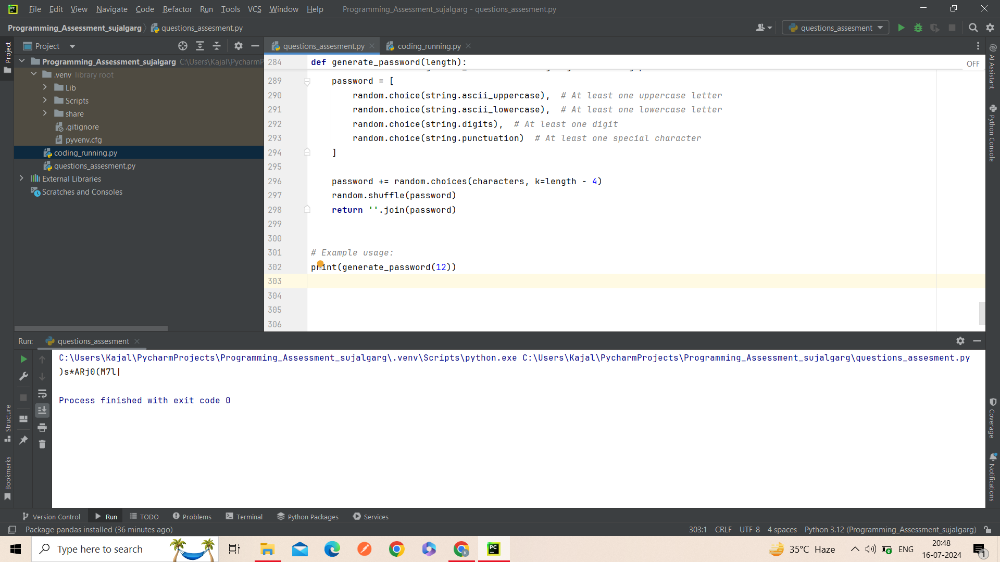 File Edit View Navigate Code Refactor Run Tools VCS Window Help Programming_Assessment_sujalgarg - questions_assesment.py
Programming_Assessment_sujalgarg questions_assesment.py questions_assesment
Project
Project
questions_assesment.py
coding_running.py
Programming_Assessment_sujalgarg C:\Users\Kajal\PycharmP
.venv library root
Lib
Scripts
share
.gitignore
pyvenv.cfg
coding_running.py
questions_assesment.py
External Libraries
Scratches and Consoles
284 def generate_password(length):
OFF
289 password = [
290 random.choice(string.ascii_uppercase), # At least one uppercase letter
291 random.choice(string.ascii_lowercase), # At least one lowercase letter
292 random.choice(string.digits), # At least one digit
293 random.choice(string.punctuation) # At least one special character
294 ]
295
296 password += random.choices(characters, k=length - 4)
297 random.shuffle(password)
298 return ''.join(password)
299
300
301 # Example usage:
302 print(generate_password(12))
303
304
305
306
AI Assistant
Python Console
Coverage
Notifications
Structure
Bookmarks
Run: questions_assesment
C:\Users\Kajal\PycharmProjects\Programming_Assessment_sujalgarg\.venv\Scripts\python.exe C:\Users\Kajal\PycharmProjects\Programming_Assessment_sujalgarg\questions_assesment.py
)s*ARj0(M7l|
Process finished with exit code 0
Version Control Run TODO Problems Terminal Python Packages Services
Package pandas installed (36 minutes ago) 303:1 CRLF UTF-8 4 spaces Python 3.12 (Programming_Assessment_sujalgarg)
Type here to search
35°C Haze ENG
20:48
16-07-2024
1